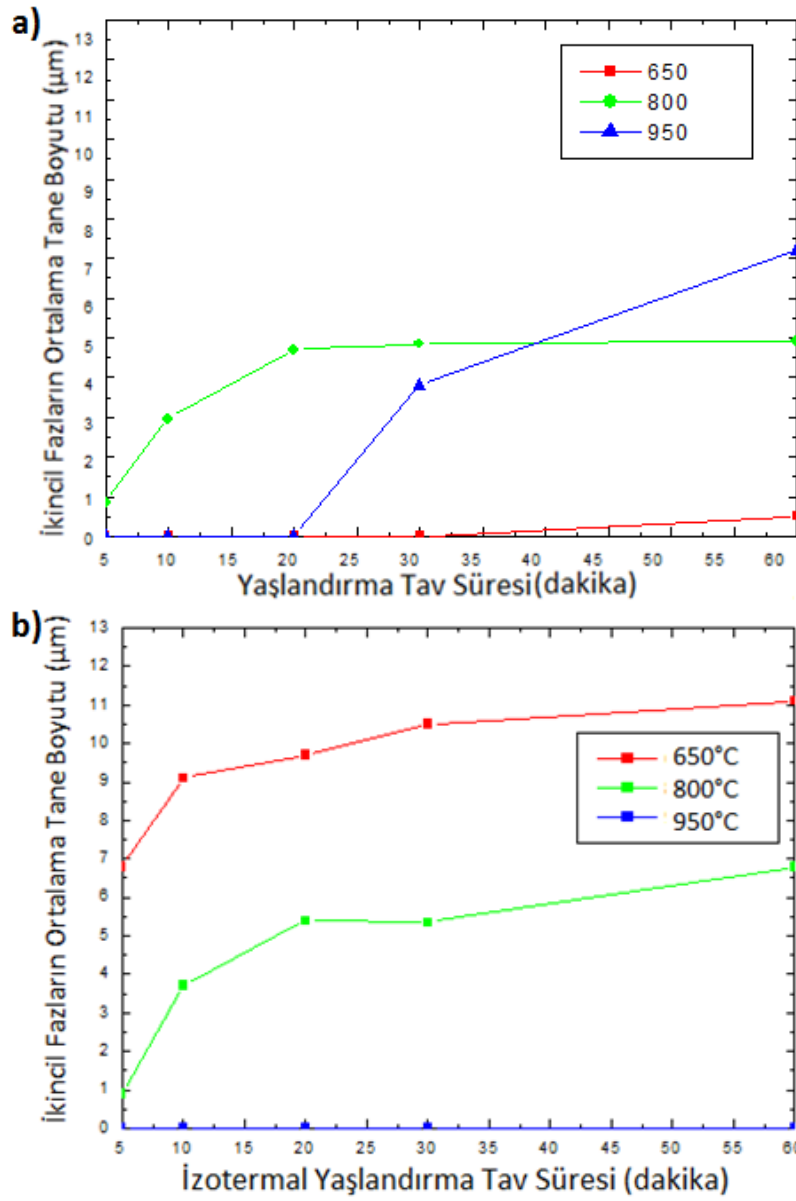 a)
İkincil Fazların Ortalama Tane Boyutu (µm)
13
12
11
10
9
8
7
6
5
4
3
2
1
0
650
800
950
5 10 15 20 25 30 35 40 45 50 55 60
Yaşlandırma Tav Süresi(dakika)
b)
İkincil Fazların Ortalama Tane Boyutu (µm)
13
12
11
10
9
8
7
6
5
4
3
2
1
0
650°C
800°C
950°C
5 10 15 20 25 30 35 40 45 50 55 60
İzotermal Yaşlandırma Tav Süresi (dakika)